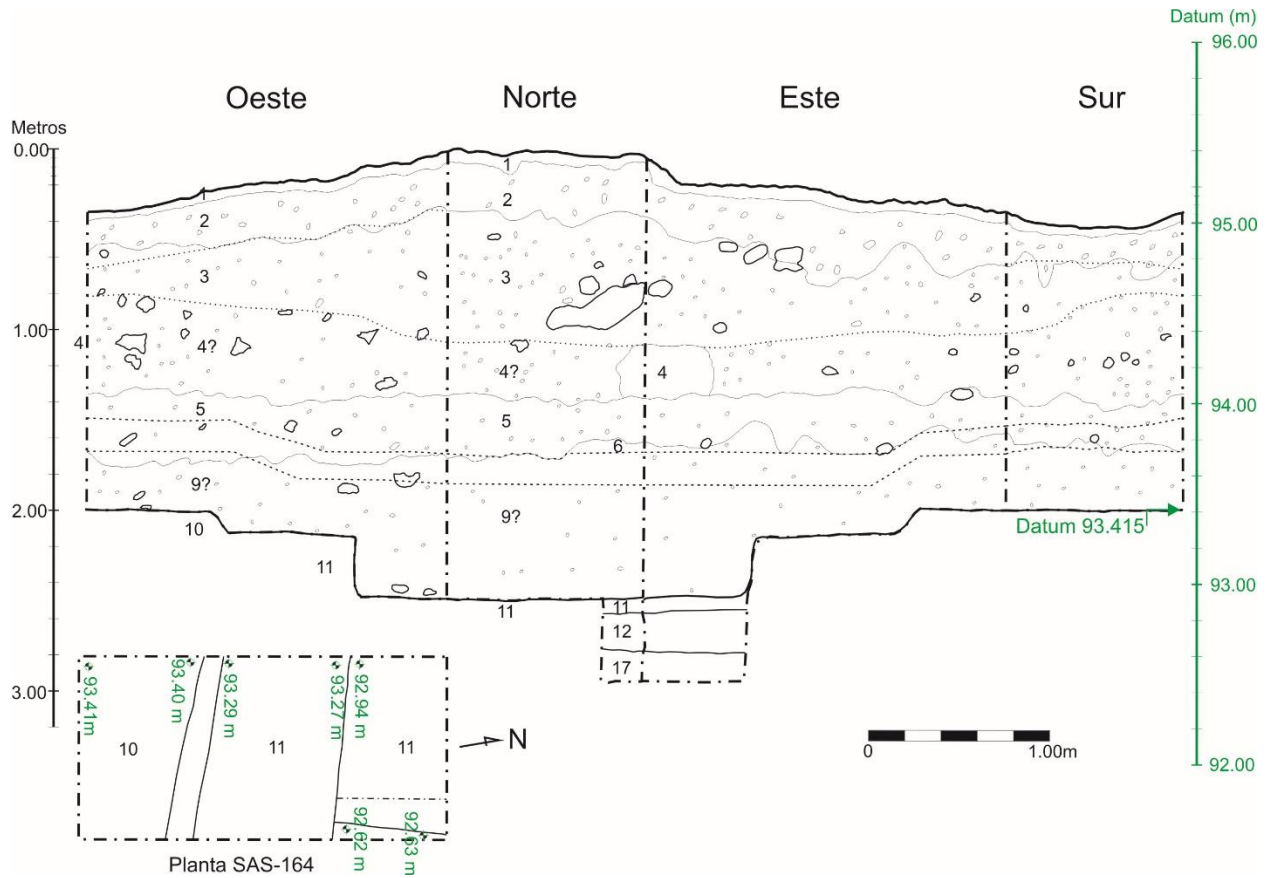 Datum (m)
96.00
Oeste
Norte
Este
Sur
Metros
0.00
1
1
2
2
95.00
3
3
1.00
4
4?
4?
4
94.00
5
5
6
9?
9?
2.00
10
Datum 93.415
11
93.00
11
11
12
17
3.00
93.41m
93.40 m
93.29 m
93.27 m
92.94 m
10
11
11
N
0
1.00m
92.00
92.62 m
92.63 m
Planta SAS-164